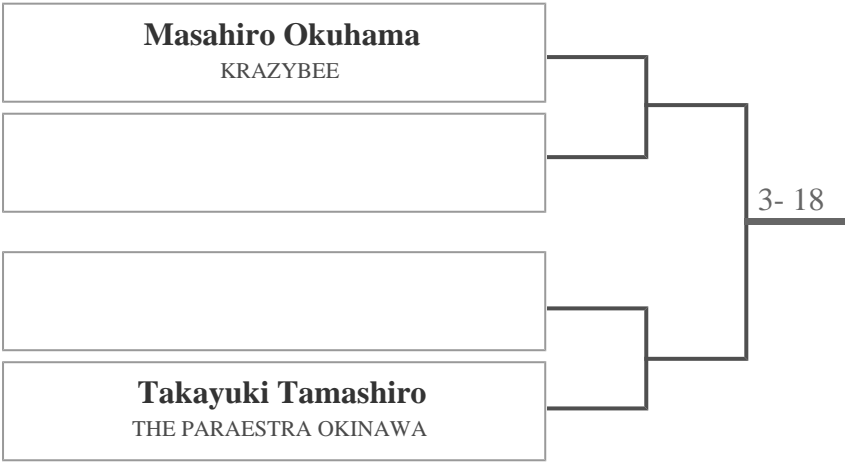 Masahiro Okuhama
KRAZYBEE
3- 18
Takayuki Tamashiro
THE PARAESTRA OKINAWA